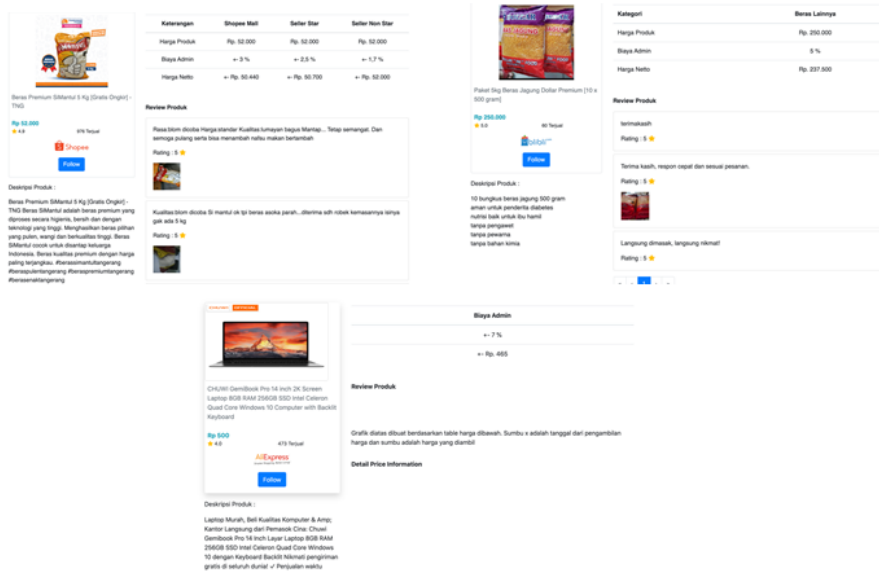 Beras Premium SiMantul 5 Kg [Gratis Ongkir] -
TNG
Rp 52,000
4.8
Terjual
Shopee
Follow
Deskripsi Produk :
Beras Premium SiMantul 5 Kg [Gratis Ongkir] -
TNG Beras SiMantul adalah beras premium yang
diproses secara higienis, bersih dan dengan
teknologi yang tinggi. Menghasilkan beras pilihan
yang pulen, wangi dan berkualitas tinggi. Beras
SiMantul cocok untuk disantap keluarga
Indonesia. Beras kualitas premium dengan harga
paling terjangkau. #berassimantultangerang
#beraspulentangerang #beraspremiumtangerang
#berasenaktangerang
Keterangan Shopee Mall Seller Star Seller Non Star
Harga Produk Rp. 52.000 Rp. 52.000 Rp. 52.000
Biaya Admin +- 3 % +- 2,5 % +- 1,7 %
Harga Netto +- Rp. 50.440 +- Rp. 50.700 +- Rp. 52.000
Review Produk
Rasa:blom dicoba Harga:standar Kualitas:lumayan bagus Mantap... Tetap semangat. Dan
semoga pulang serta bisa menambah nafsu makan bertambah
Rating : 5
Kualitas:blom dicoba Si mantul ok tpi beras saoka parah...diterima sdh robek kemasannya isinya
gak ada 5 kg
Rating : 5
Paket 5kg Beras Jagung Dollar Premium [10 x
500 gram]
Rp 250.000
5.0
60 Terjual
blibli
Follow
Deskripsi Produk :
10 bungkus beras jagung 500 gram
aman untuk penderita diabetes
nutrisi baik untuk ibu hamil
tanpa pengawet
tanpa pewarna
tanpa bahan kimia
Kategori Beras Lainnya
Harga Produk Rp. 250.000
Biaya Admin 5 %
Harga Netto Rp. 237.500
Review Produk
terimakasih
Rating : 5
Terima kasih, respon cepat dan sesuai pesanan.
Rating : 5
Langsung dimasak, langsung nikmat!
Rating : 5
CHUWI GemiBook Pro 14 inch 2K Screen
Laptop 8GB RAM 256GB SSD Intel Celeron
Quad Core Windows 10 Computer with Backlit
Keyboard
Rp 500
4.9
473 Terjual
AliExpress
Follow
Deskripsi Produk :
Laptop Murah, Beli Kualitas Komputer & Amp;
Kantor Langsung dari Pemasok Cina: Chuwi
Gemibook Pro 14 Inch Layar Laptop 8GB RAM
256GB SSD Intel Celeron Quad Core Windows
10 dengan Keyboard Backlit Nikmati pengiriman
gratis di seluruh dunia! ✓ Penjualan waktu
Biaya Admin
+- 7 %
+- Rp. 465
Review Produk
Grafik diatas dibuat berdasarkan table harga dibawah. Sumbu x adalah tanggal dari pengambilan
harga dan sumbu adalah harga yang diambil
Detail Price Information